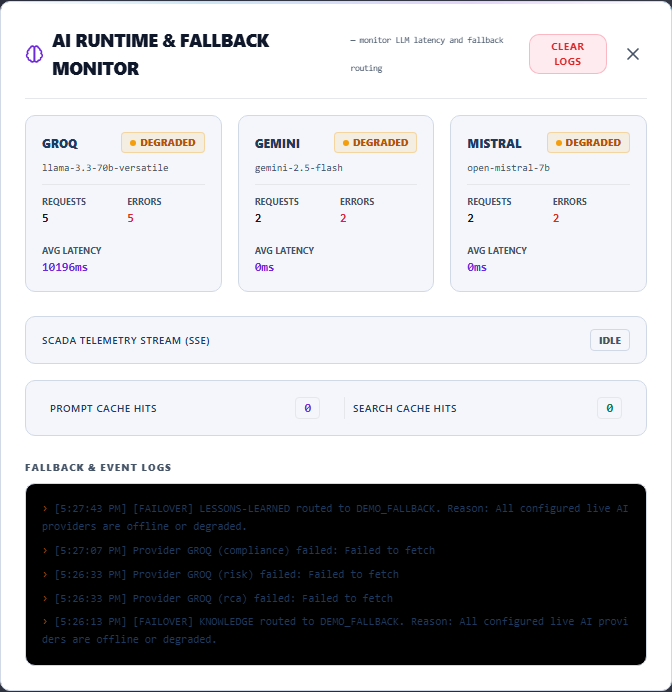 AI RUNTIME & FALLBACK
MONITOR
— monitor LLM latency and fallback
routing
CLEAR
LOGS
GROQ
DEGRADED
llama-3.3-70b-versatile
REQUESTS
ERRORS
5
5
AVG LATENCY
10196ms
GEMINI
DEGRADED
gemini-2.5-flash
REQUESTS
ERRORS
2
2
AVG LATENCY
0ms
MISTRAL
DEGRADED
open-mistral-7b
REQUESTS
ERRORS
2
2
AVG LATENCY
0ms
SCADA TELEMETRY STREAM (SSE)
IDLE
PROMPT CACHE HITS
0
SEARCH CACHE HITS
0
FALLBACK & EVENT LOGS
› [5:27:43 PM] [FAILOVER] LESSONS-LEARNED routed to DEMO_FALLBACK. Reason: All configured live AI
providers are offline or degraded.
› [5:27:07 PM] Provider GROQ (compliance) failed: Failed to fetch
› [5:26:33 PM] Provider GROQ (risk) failed: Failed to fetch
› [5:26:33 PM] Provider GROQ (rca) failed: Failed to fetch
› [5:26:13 PM] [FAILOVER] KNOWLEDGE routed to DEMO_FALLBACK. Reason: All configured live AI provi
ders are offline or degraded.